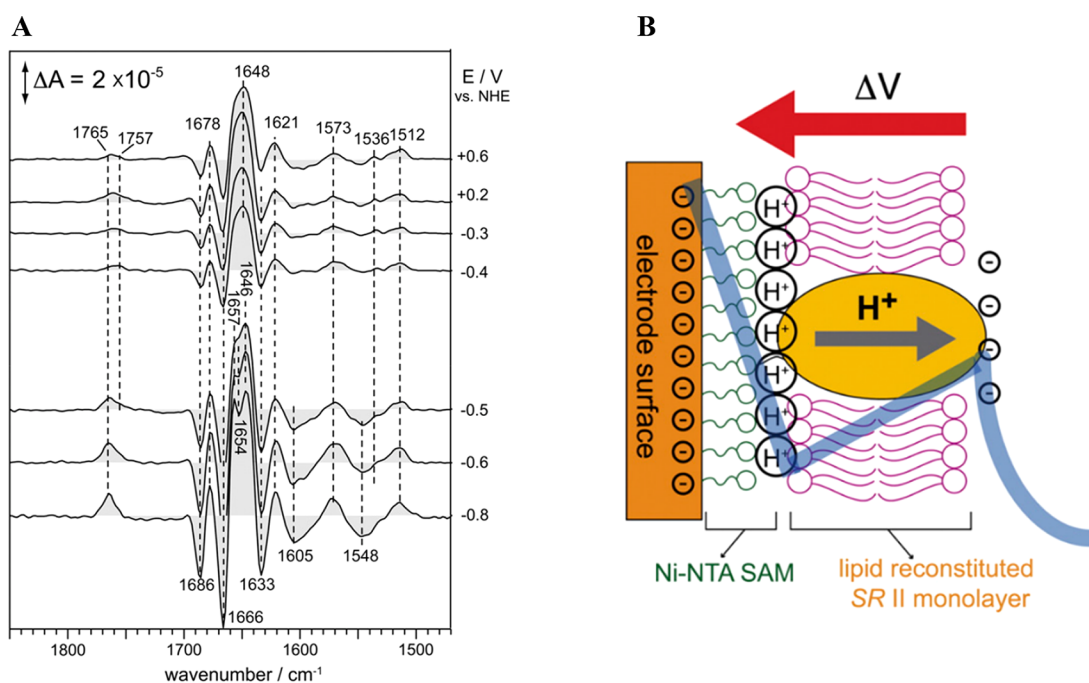 A
B
ΔA = 2 ×10⁻⁵
E / V
vs. NHE
1648
1765
1757
1678
1621
1573
1536
1512
+0.6
+0.2
-0.3
-0.4
1657
1646
1654
-0.5
-0.6
-0.8
1686
1666
1633
1605
1548
1800
1700
1600
1500
wavenumber / cm⁻¹
ΔV
electrode surface
H⁺
H⁺
H⁺
H⁺
H⁺
H⁺
H⁺
H⁺
Ni-NTA SAM
lipid reconstituted
SR II monolayer